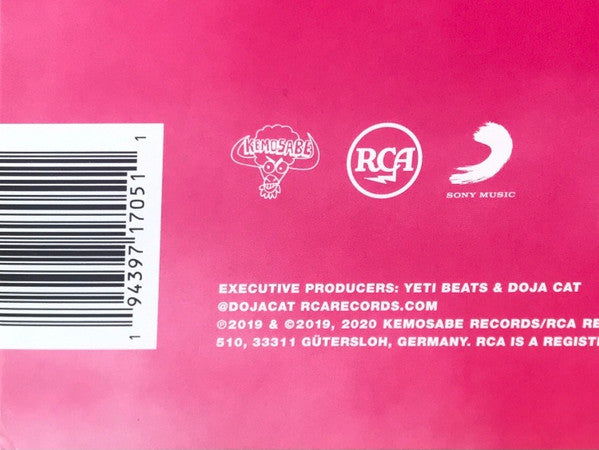 1 94397 17051 1
KEMOSABE
RCA
SONY MUSIC
EXECUTIVE PRODUCERS: YETI BEATS & DOJA CAT
@DOJACAT RCARECORDS.COM
℗2019 & ©2019, 2020 KEMOSABE RECORDS/RCA RE
510, 33311 GÜTERSLOH, GERMANY. RCA IS A REGIST